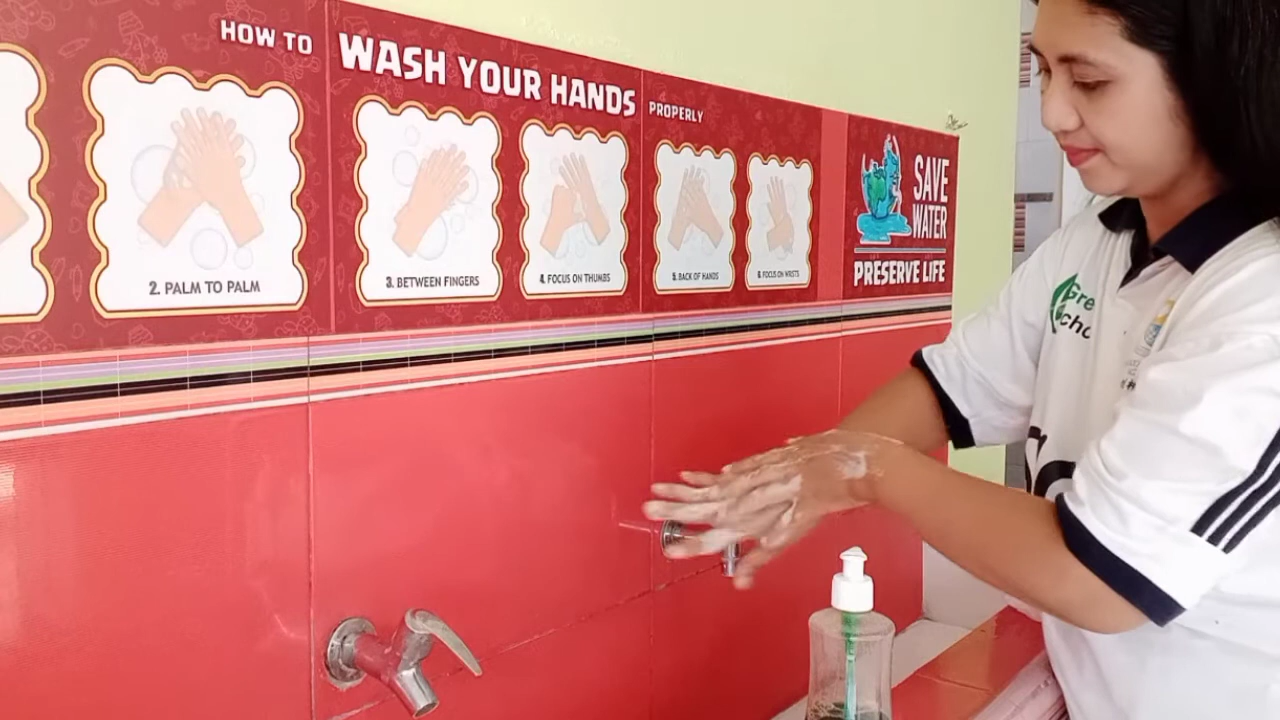 HOW TO
WASH YOUR HANDS
PROPERLY
2. PALM TO PALM
3. BETWEEN FINGERS
4. FOCUS ON THUMBS
5. BACK OF HANDS
6. FOCUS ON WRISTS
SAVE
WATER
PRESERVE LIFE
Gre